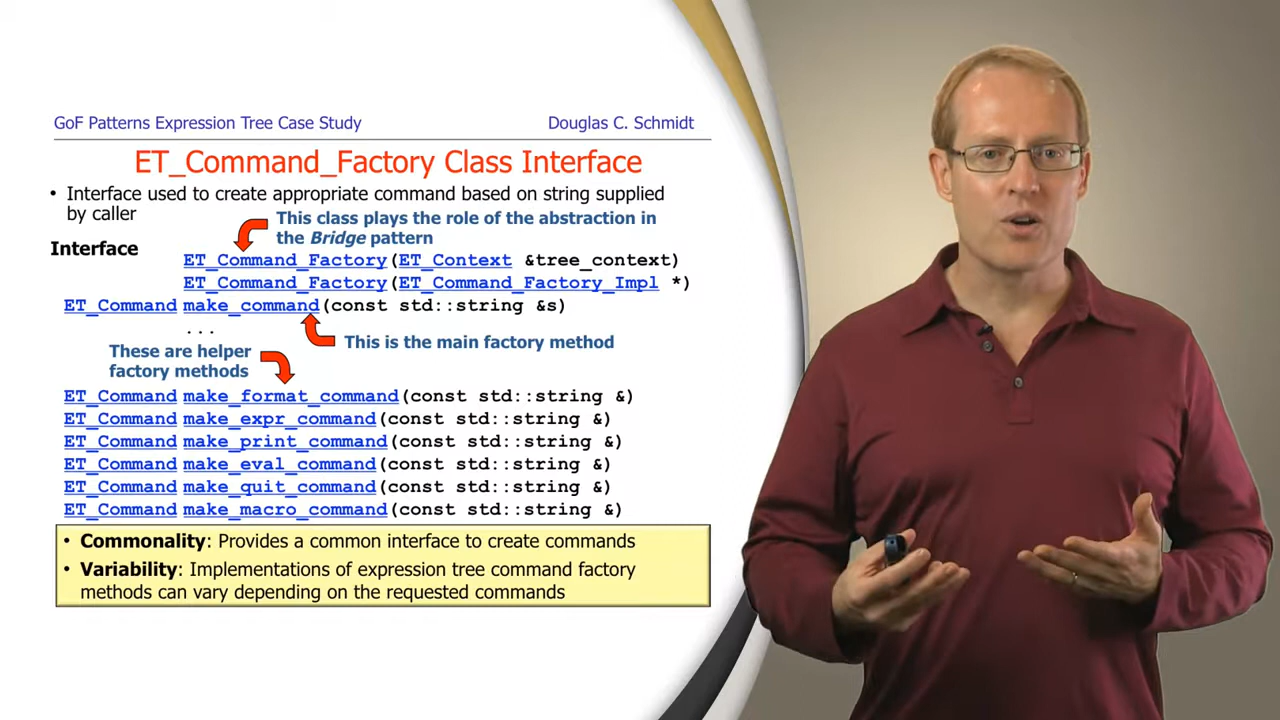 GoF Patterns Expression Tree Case Study
Douglas C. Schmidt
ET_Command_Factory Class Interface
• Interface used to create appropriate command based on string supplied
by caller
This class plays the role of the abstraction in
the Bridge pattern
Interface
ET_Command_Factory(ET_Context &tree_context)
ET_Command_Factory(ET_Command_Factory_Impl *)
ET_Command make_command(const std::string &s)
...
This is the main factory method
These are helper
factory methods
ET_Command make_format_command(const std::string &)
ET_Command make_expr_command(const std::string &)
ET_Command make_print_command(const std::string &)
ET_Command make_eval_command(const std::string &)
ET_Command make_quit_command(const std::string &)
ET_Command make_macro_command(const std::string &)
• Commonality: Provides a common interface to create commands
• Variability: Implementations of expression tree command factory
methods can vary depending on the requested commands